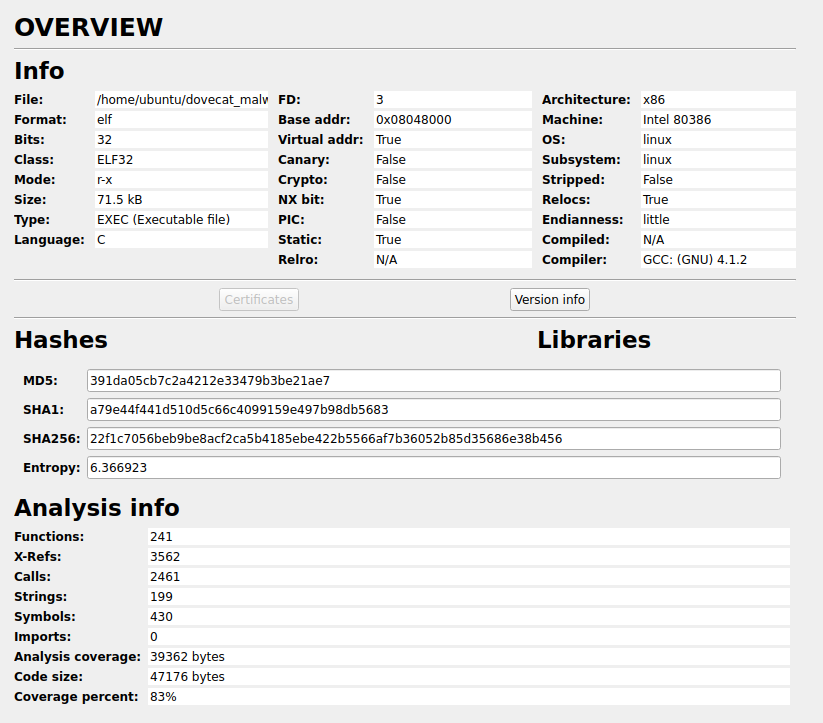 OVERVIEW
Info
File: /home/ubuntu/dovecat_malw FD: 3 Architecture: x86
Format: elf Base addr: 0x08048000 Machine: Intel 80386
Bits: 32 Virtual addr: True OS: linux
Class: ELF32 Canary: False Subsystem: linux
Mode: r-x Crypto: False Stripped: False
Size: 71.5 kB NX bit: True Relocs: True
Type: EXEC (Executable file) PIC: False Endianness: little
Language: C Static: True Compiled: N/A
Relro: N/A Compiler: GCC: (GNU) 4.1.2
Certificates Version info
Hashes Libraries
MD5: 391da05cb7c2a4212e33479b3be21ae7
SHA1: a79e44f441d510d5c66c4099159e497b98db5683
SHA256: 22f1c7056beb9be8acf2ca5b4185ebe422b5566af7b36052b85d35686e38b456
Entropy: 6.366923
Analysis info
Functions: 241
X-Refs: 3562
Calls: 2461
Strings: 199
Symbols: 430
Imports: 0
Analysis coverage: 39362 bytes
Code size: 47176 bytes
Coverage percent: 83%